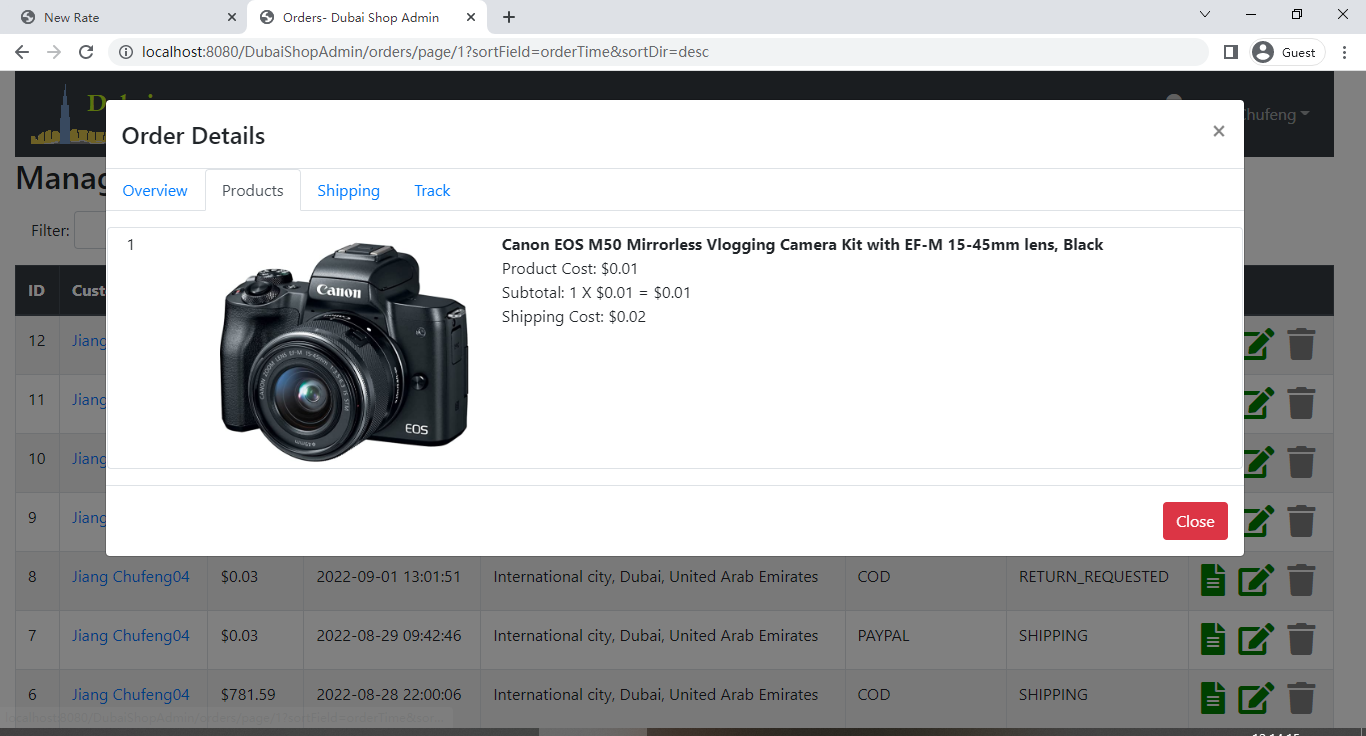 New Rate
Orders- Dubai Shop Admin
localhost:8080/DubaiShopAdmin/orders/page/1?sortField=orderTime&sortDir=desc
Guest
Order Details
×
Overview
Products
Shipping
Track
Filter:
1
Canon EOS M50 Mirrorless Vlogging Camera Kit with EF-M 15-45mm lens, Black
Product Cost: $0.01
Subtotal: 1 X $0.01 = $0.01
Shipping Cost: $0.02
Canon
CANON ZOOM LENS EF-M 15-45mm
EOS
Close
ID
12 Jiang
11 Jiang
10 Jiang
9 Jiang
8 Jiang Chufeng04 $0.03 2022-09-01 13:01:51 International city, Dubai, United Arab Emirates COD RETURN_REQUESTED
7 Jiang Chufeng04 $0.03 2022-08-29 09:42:46 International city, Dubai, United Arab Emirates PAYPAL SHIPPING
6 Jiang Chufeng04 $781.59 2022-08-28 22:00:06 International city, Dubai, United Arab Emirates COD SHIPPING